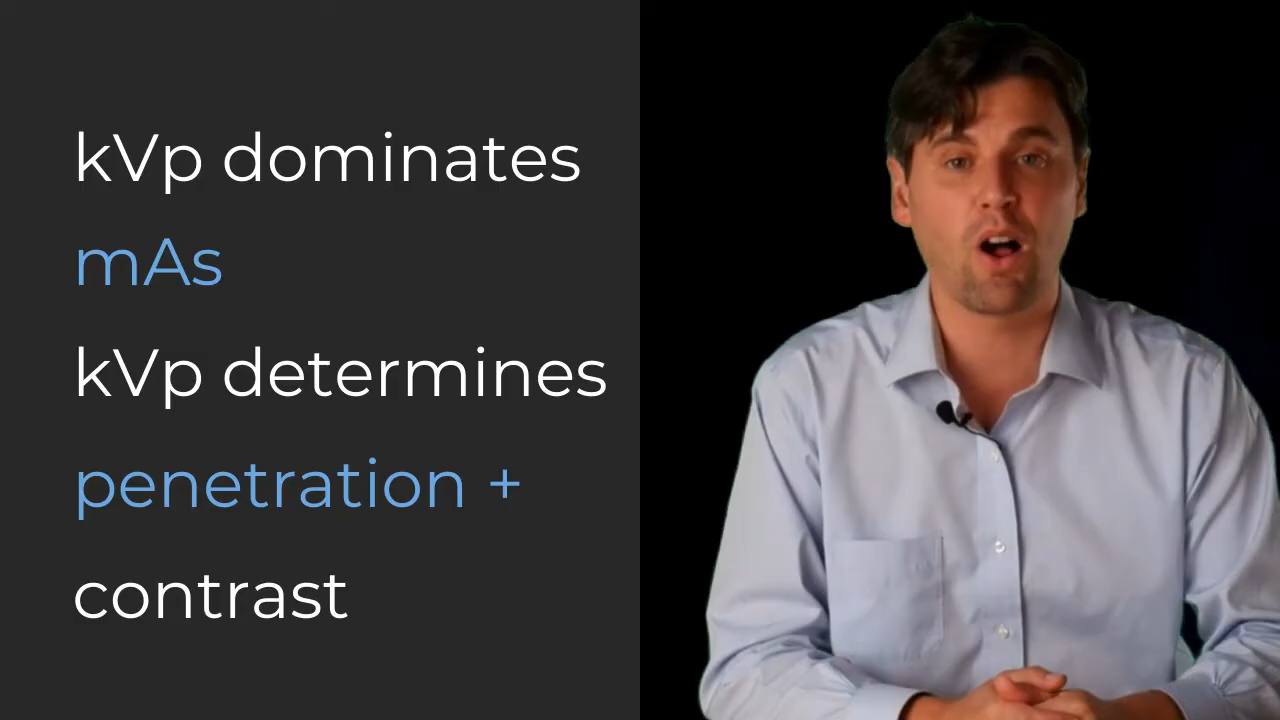 kVp dominates
mAs
kVp determines
penetration +
contrast